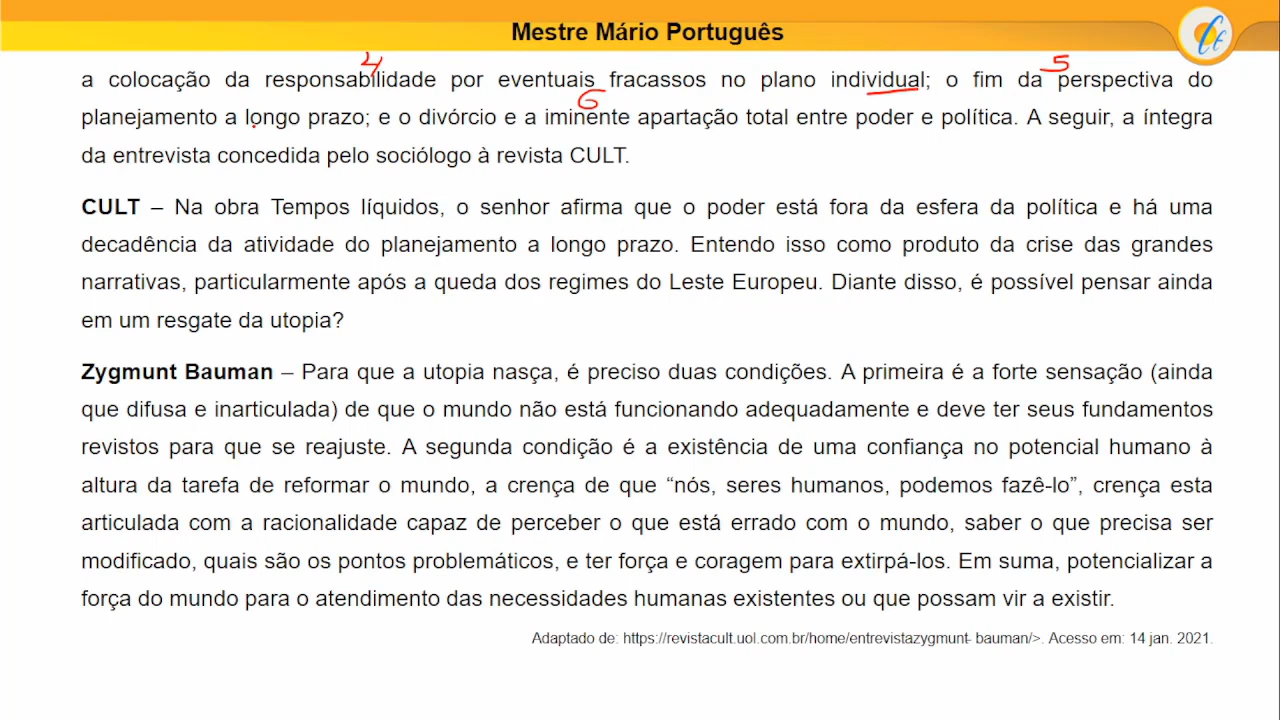 Mestre Mário Português
4
5
a colocação da responsabilidade por eventuais fracassos no plano individual; o fim da perspectiva do
6
planejamento a longo prazo; e o divórcio e a iminente apartação total entre poder e política. A seguir, a íntegra
da entrevista concedida pelo sociólogo à revista CULT.
CULT – Na obra Tempos líquidos, o senhor afirma que o poder está fora da esfera da política e há uma
decadência da atividade do planejamento a longo prazo. Entendo isso como produto da crise das grandes
narrativas, particularmente após a queda dos regimes do Leste Europeu. Diante disso, é possível pensar ainda
em um resgate da utopia?
Zygmunt Bauman – Para que a utopia nasça, é preciso duas condições. A primeira é a forte sensação (ainda
que difusa e inarticulada) de que o mundo não está funcionando adequadamente e deve ter seus fundamentos
revistos para que se reajuste. A segunda condição é a existência de uma confiança no potencial humano à
altura da tarefa de reformar o mundo, a crença de que “nós, seres humanos, podemos fazê-lo”, crença esta
articulada com a racionalidade capaz de perceber o que está errado com o mundo, saber o que precisa ser
modificado, quais são os pontos problemáticos, e ter força e coragem para extirpá-los. Em suma, potencializar a
força do mundo para o atendimento das necessidades humanas existentes ou que possam vir a existir.
Adaptado de: https://revistacult.uol.com.br/home/entrevistazygmunt- bauman/>. Acesso em: 14 jan. 2021.